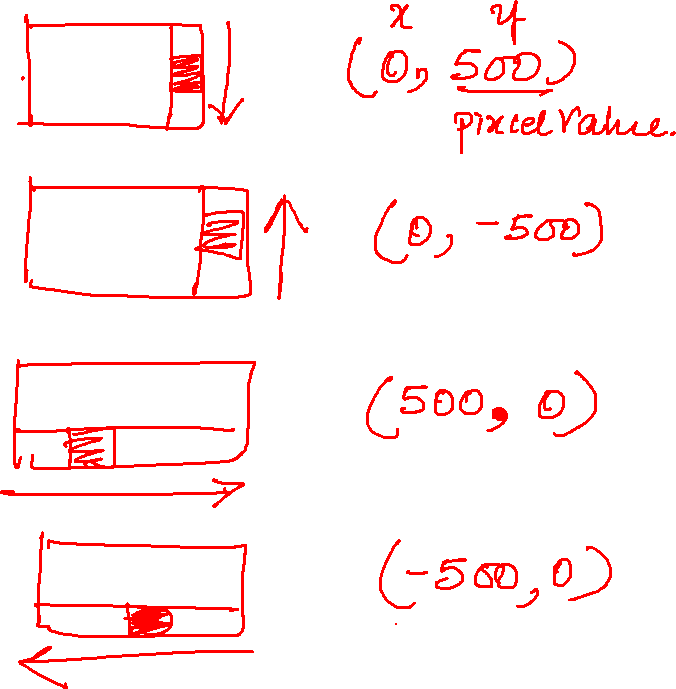 x y
(0, 500)
pixel Value.
(0, -500)
(500, 0)
(-500, 0)